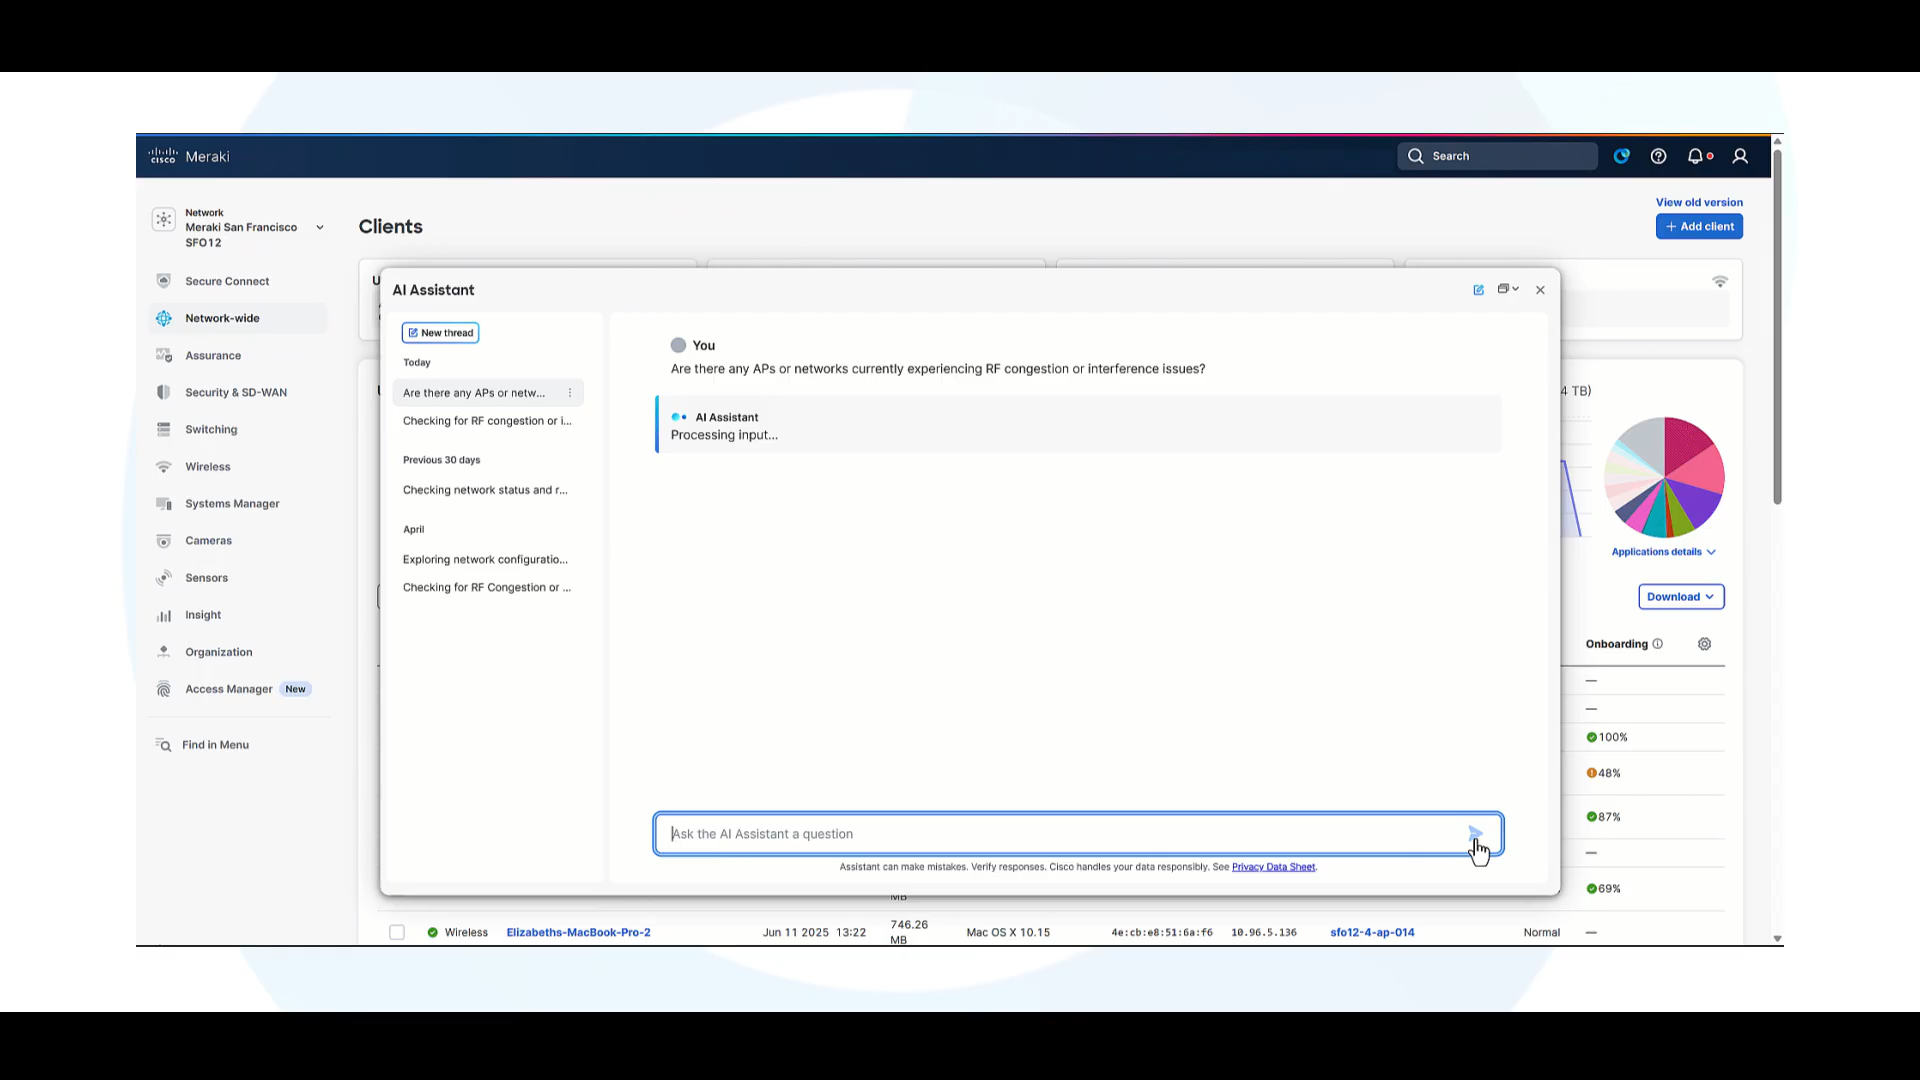 cisco Meraki
Search
Network
Meraki San Francisco
SFO12
Secure Connect
Network-wide
Assurance
Security & SD-WAN
Switching
Wireless
Systems Manager
Cameras
Sensors
Insight
Organization
Access Manager New
Find in Menu
Clients
View old version
+ Add client
AI Assistant
New thread
Today
Are there any APs or netw...
Checking for RF congestion or i...
Previous 30 days
Checking network status and r...
April
Exploring network configuratio...
Checking for RF Congestion or ...
You
Are there any APs or networks currently experiencing RF congestion or interference issues?
AI Assistant
Processing input...
Ask the AI Assistant a question
Assistant can make mistakes. Verify responses. Cisco handles your data responsibly. See Privacy Data Sheet.
4 TB)
Applications details
Download
Onboarding
—
—
100%
48%
87%
—
69%
MB
Wireless Elizabeths-MacBook-Pro-2 Jun 11 2025 13:22 746.26 MB Mac OS X 10.15 4e:cb:e8:51:6a:f6 10.96.5.136 sfo12-4-ap-014 Normal —